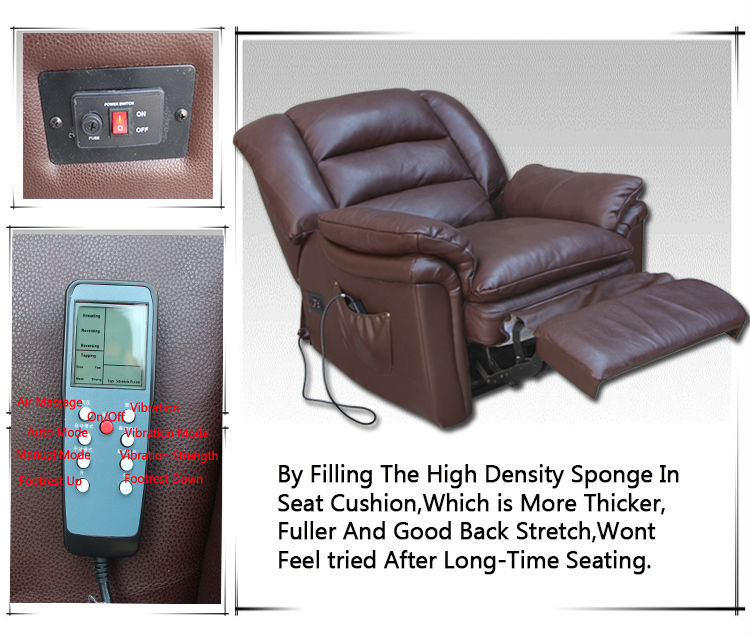 POWER SWITCH
ON
OFF
FUSE
Kneading
Tapping
Air Massage
Vibration
On/Off
Auto Mode
Vibration Mode
Manual Mode
Vibration Strength
Footrest Up
Footrest Down
By Filling The High Density Sponge In
Seat Cushion,Which is More Thicker,
Fuller And Good Back Stretch,Wont
Feel tried After Long-Time Seating.